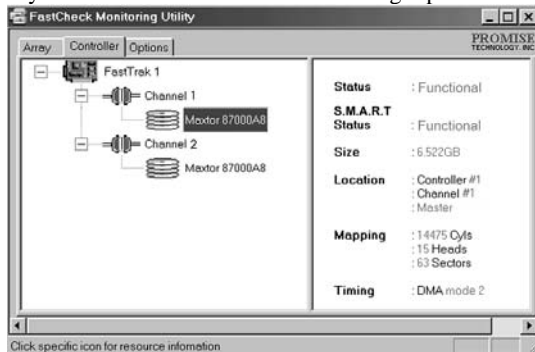 FastCheck Monitoring Utility
Array Controller Options
PROMISE
TECHNOLOGY, INC
FastTrak 1
Channel 1
Maxtor 87000A8
Channel 2
Maxtor 87000A8
Status : Functional
S.M.A.R.T
Status : Functional
Size : 6.522GB
Location : Controller #1
: Channel #1
: Master
Mapping : 14475 Cyls
: 15 Heads
: 63 Sectors
Timing : DMA mode 2
Click specific icon for resource infomation